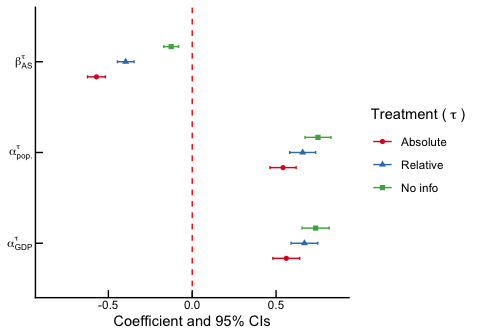 β^τ_AS
α^τ_pop.
α^τ_GDP
-0.5 0.0 0.5
Coefficient and 95% CIs
Treatment ( τ )
Absolute
Relative
No info